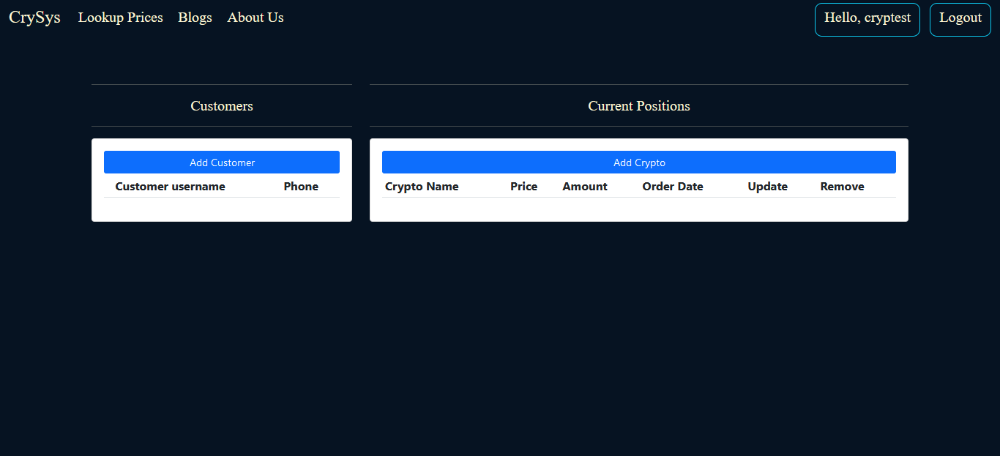 CrySys Lookup Prices Blogs About Us Hello, cryptest Logout
Customers
Add Customer
Customer username Phone
Current Positions
Add Crypto
Crypto Name Price Amount Order Date Update Remove